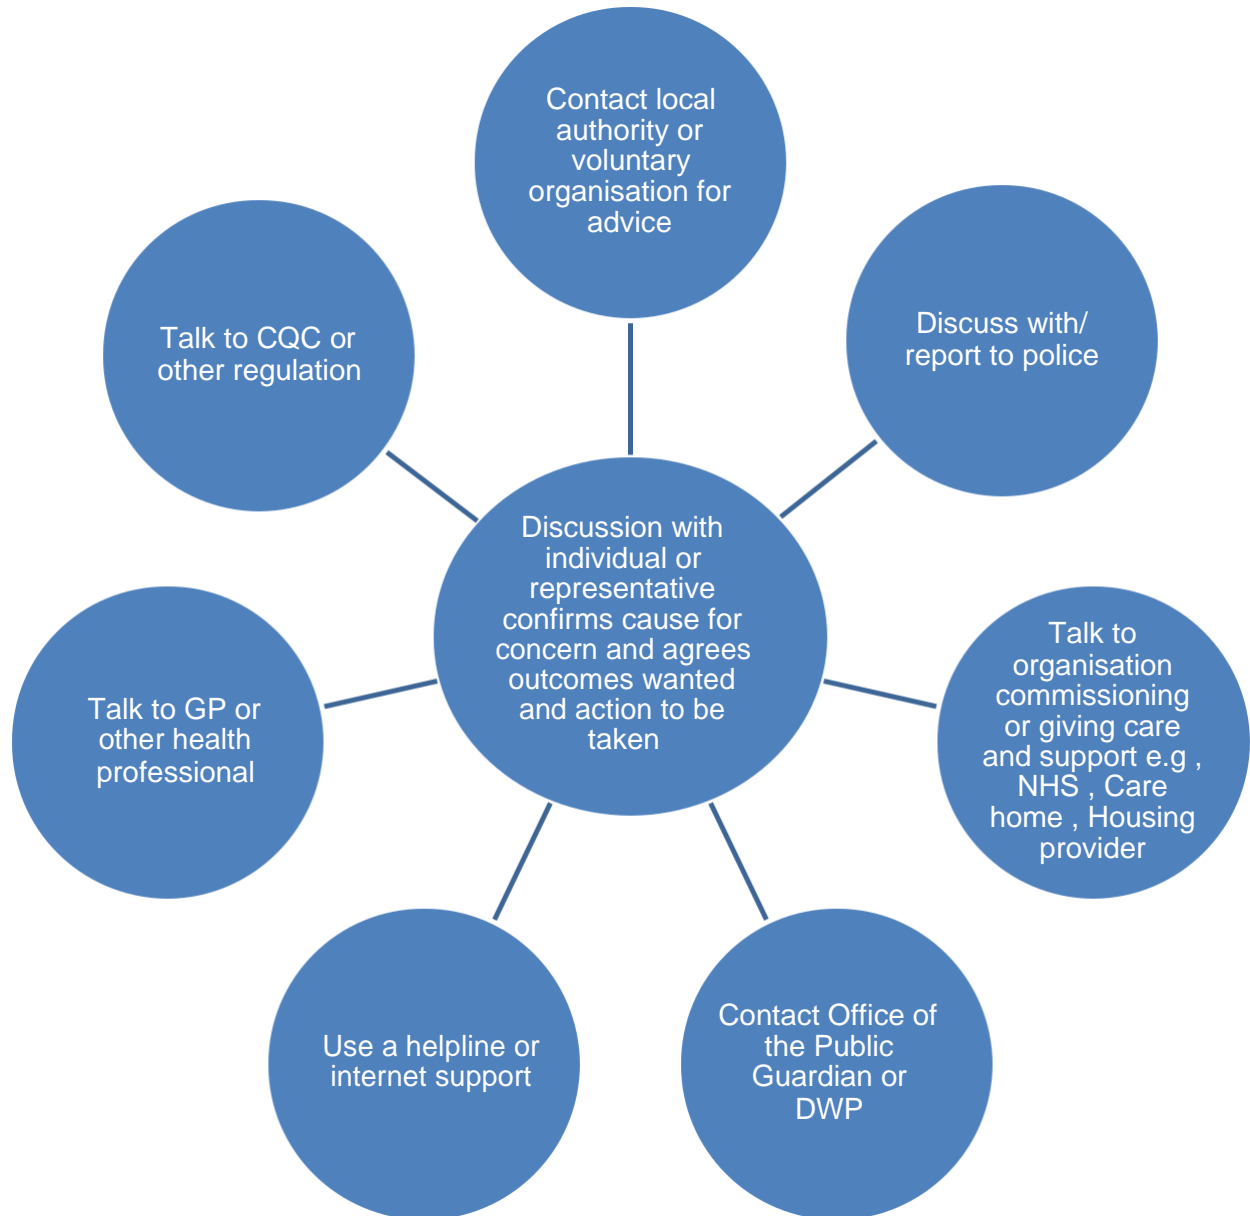 Contact local
authority or
voluntary
organisation for
advice
Discuss with/
report to police
Talk to
organisation
commissioning
or giving care
and support e.g ,
NHS , Care
home , Housing
provider
Contact Office of
the Public
Guardian or
DWP
Use a helpline or
internet support
Talk to GP or
other health
professional
Talk to CQC or
other regulation
Discussion with
individual or
representative
confirms cause for
concern and agrees
outcomes wanted
and action to be
taken